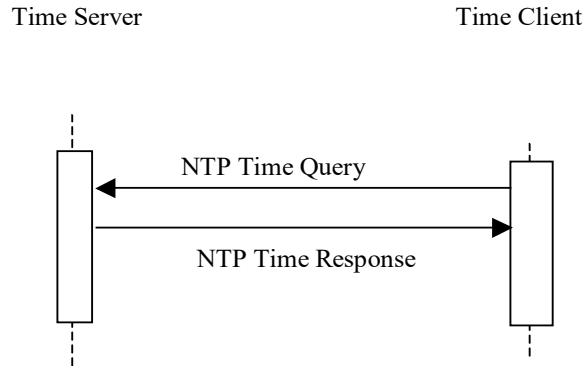 Time Server
Time Client
NTP Time Query
NTP Time Response